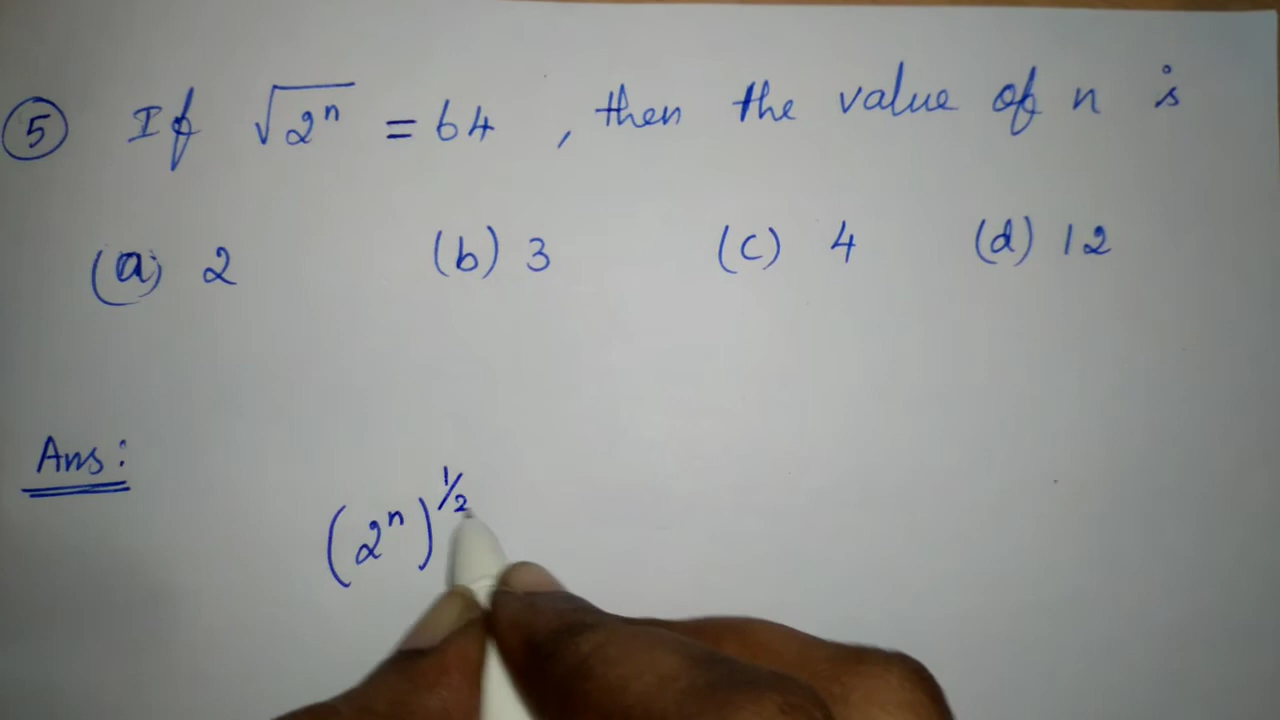 (5) If √2ⁿ = 64 , then the value of n is
(a) 2 (b) 3 (c) 4 (d) 12
Ans:
(2ⁿ)^1/2